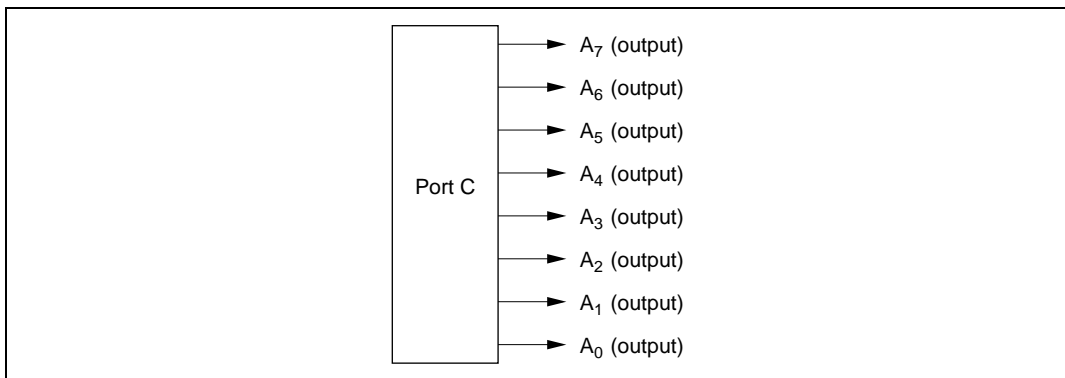 A₇ (output)
A₆ (output)
A₅ (output)
A₄ (output)
Port C
A₃ (output)
A₂ (output)
A₁ (output)
A₀ (output)